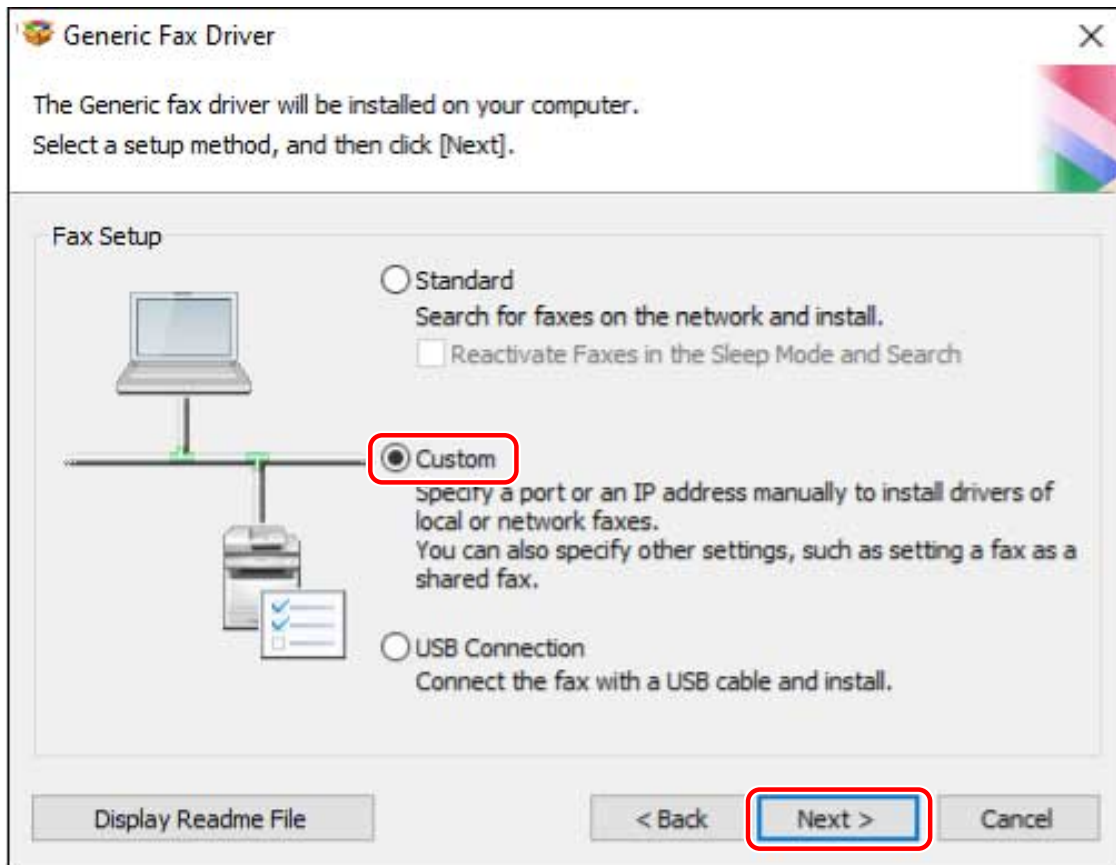 Generic Fax Driver
The Generic fax driver will be installed on your computer.
Select a setup method, and then click [Next].
Fax Setup
Standard
Search for faxes on the network and install.
Reactivate Faxes in the Sleep Mode and Search
Custom
Specify a port or an IP address manually to install drivers of
local or network faxes.
You can also specify other settings, such as setting a fax as a
shared fax.
USB Connection
Connect the fax with a USB cable and install.
Display Readme File
< Back
Next >
Cancel